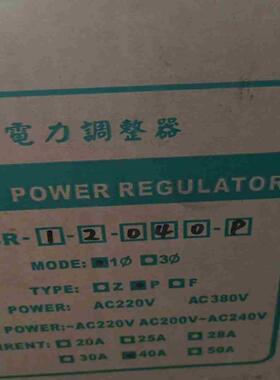 電力調整器
POWER REGULATOR
R-1-2-040-P
MODE: ■1Ø □3Ø
TYPE: □Z ■P □F
POWER: AC220V AC380V
POWER:~AC220V AC200V~AC240V
RRENT: □20A □25A □28A
□30A ■40A □50A